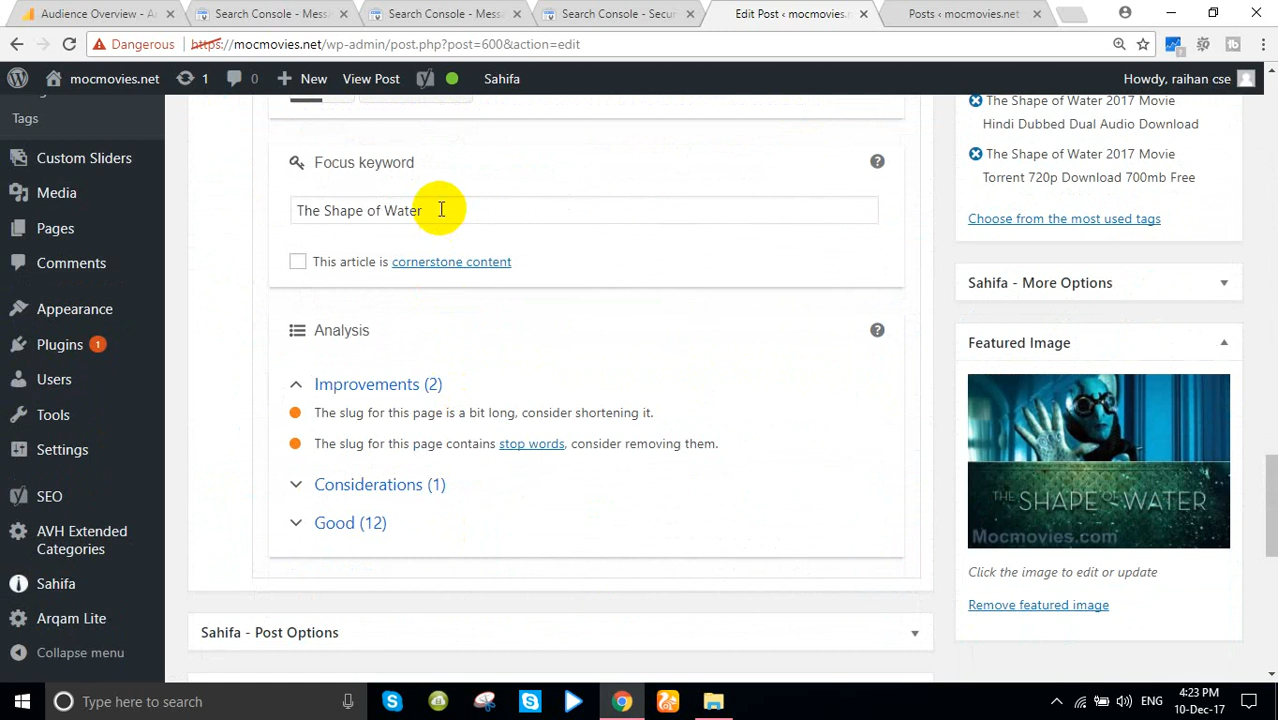 Audience Overview - A
Search Console - Messa
Search Console - Messa
Search Console - Secur
Edit Post ‹ mocmovies.n
Posts ‹ mocmovies.net
Dangerous https://mocmovies.net/wp-admin/post.php?post=600&action=edit
mocmovies.net 1 0 New View Post Sahifa Howdy, raihan cse
Tags
Custom Sliders
Media
Pages
Comments
Appearance
Plugins 1
Users
Tools
Settings
SEO
AVH Extended
Categories
Sahifa
Arqam Lite
Collapse menu
Focus keyword
The Shape of Water
This article is cornerstone content
Analysis
Improvements (2)
The slug for this page is a bit long, consider shortening it.
The slug for this page contains stop words, consider removing them.
Considerations (1)
Good (12)
Sahifa - Post Options
The Shape of Water 2017 Movie
Hindi Dubbed Dual Audio Download
The Shape of Water 2017 Movie
Torrent 720p Download 700mb Free
Choose from the most used tags
Sahifa - More Options
Featured Image
THE SHAPE OF WATER
Mocmovies.com
Click the image to edit or update
Remove featured image
Type here to search
ENG
4:23 PM
10-Dec-17